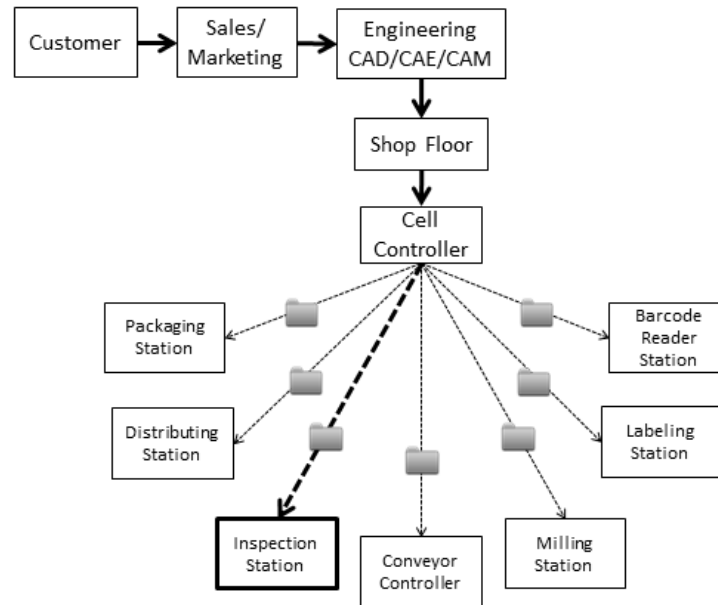 Customer
Sales/
Marketing
Engineering
CAD/CAE/CAM
Shop Floor
Cell
Controller
Packaging
Station
Barcode
Reader
Station
Distributing
Station
Labeling
Station
Inspection
Station
Conveyor
Controller
Milling
Station